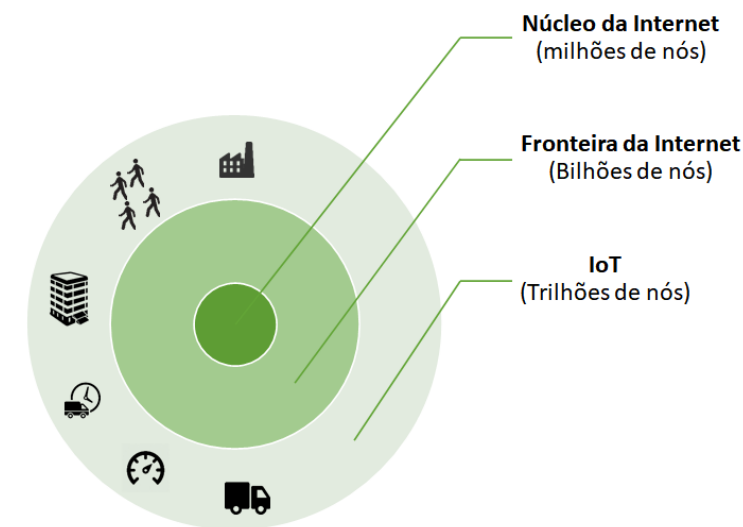 Núcleo da Internet
(milhões de nós)
Fronteira da Internet
(Bilhões de nós)
IoT
(Trilhões de nós)